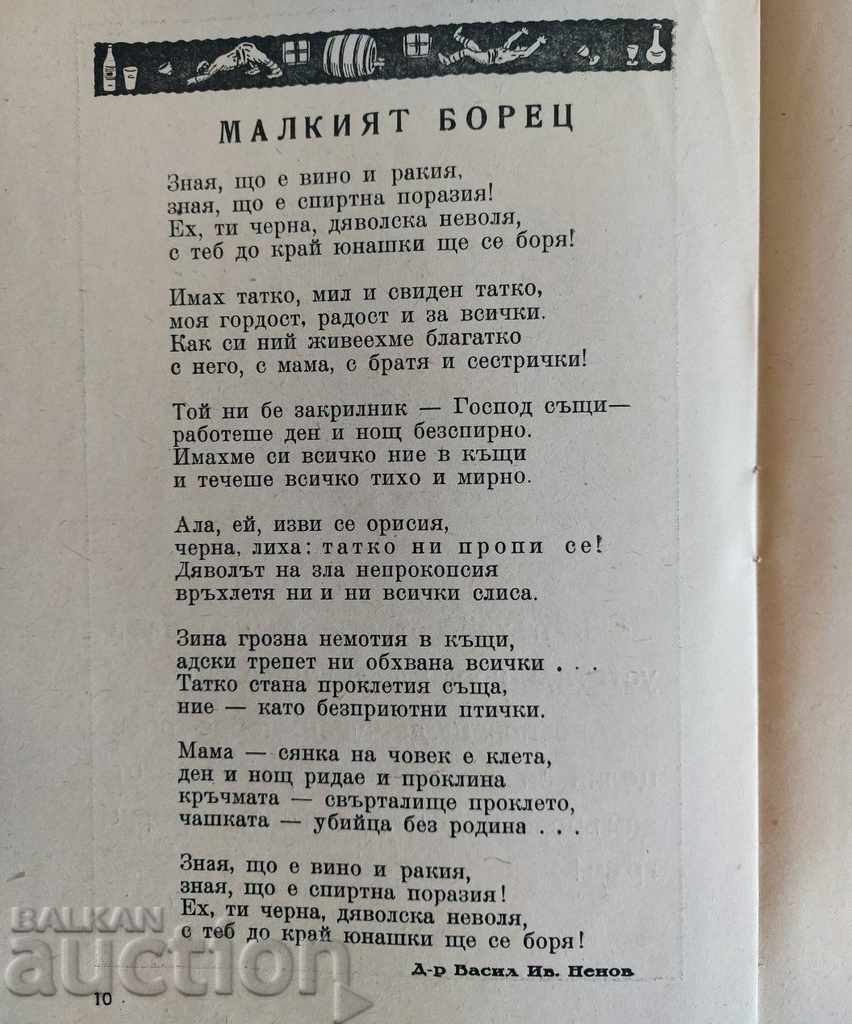 МАЛКИЯТ БОРЕЦ
Зная, що е вино и ракия,
зная, що е спиртна поразия!
Ех, ти черна, дяволска неволя,
с теб до край юнашки ще се боря!
Имах татко, мил и свиден татко,
моя гордост, радост и за всички.
Как си ний живеехме благатко
с него, с мама, с братя и сестрички!
Той ни бе закрилник — Господ същи—
работеше ден и нощ безспирно.
Имахме си всичко ние в къщи
и течеше всичко тихо и мирно.
Ала, ей, изви се орисия,
черна, лиха: татко ни пропи се!
Дяволът на зла непрокопсия
връхлетя ни и ни всички слиса.
Зина грозна немотия в къщи,
адски трепет ни обхвана всички . . .
Татко стана проклетия съща,
ние — като безприютни птички.
Мама — сянка на човек е клета,
ден и нощ ридае и проклина
кръчмата — свърталище проклето,
чашката — убийца без родина . . .
Зная, що е вино и ракия,
зная, що е спиртна поразия!
Ех, ти черна, дяволска неволя,
с теб до край юнашки ще се боря!
Д-р Васил Ив. Ненов
10
BALKAN
auction